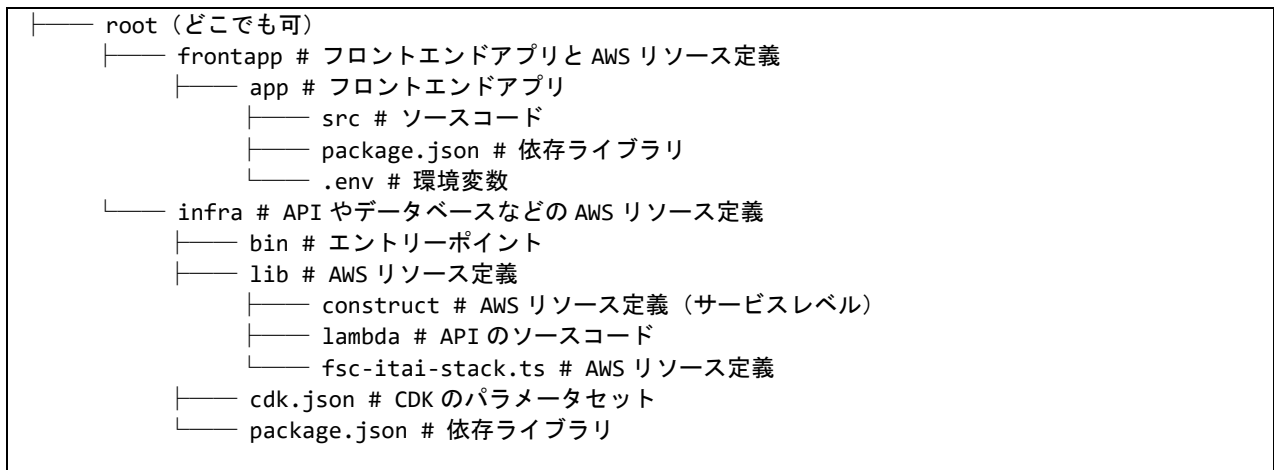 ├── root（どこでも可）
├── frontapp # フロントエンドアプリと AWS リソース定義
├── app # フロントエンドアプリ
├── src # ソースコード
├── package.json # 依存ライブラリ
└── .env # 環境変数
└── infra # API やデータベースなどの AWS リソース定義
├── bin # エントリーポイント
├── lib # AWS リソース定義
├── construct # AWS リソース定義（サービスレベル）
├── lambda # API のソースコード
└── fsc-itai-stack.ts # AWS リソース定義
├── cdk.json # CDK のパラメータセット
└── package.json # 依存ライブラリ